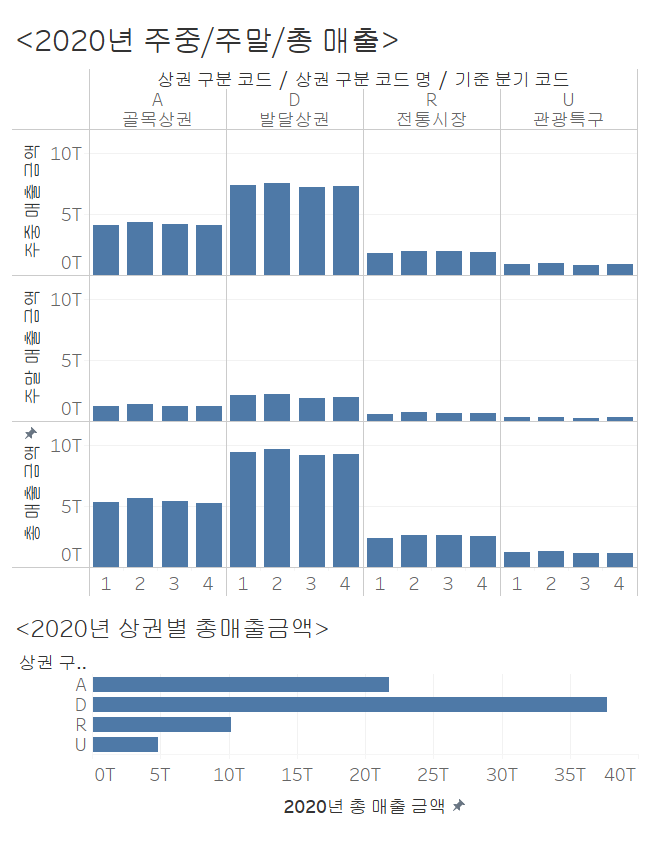 <2020년 주중/주말/총 매출>
상권 구분 코드 / 상권 구분 코드 명 / 기준 분기 코드
A D R U
골목상권 발달상권 전통시장 관광특구
주중 매출 금액
10T
5T
0T
주말 매출 금액
10T
5T
0T
총 매출 금액
10T
5T
0T
1 2 3 4 1 2 3 4 1 2 3 4 1 2 3 4
<2020년 상권별 총매출금액>
상권 구..
A
D
R
U
0T 5T 10T 15T 20T 25T 30T 35T 40T
2020년 총 매출 금액